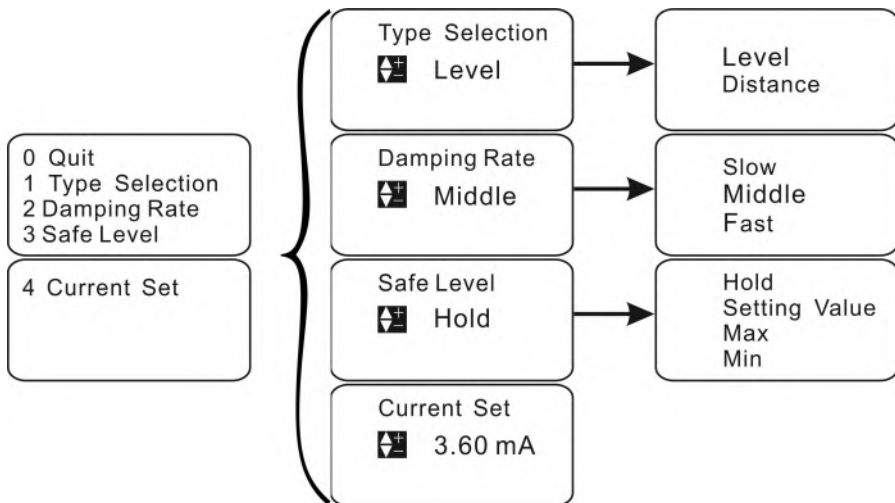 0 Quit
1 Type Selection
2 Damping Rate
3 Safe Level
4 Current Set
Type Selection
Level
Level
Distance
Damping Rate
Middle
Slow
Middle
Fast
Safe Level
Hold
Hold
Setting Value
Max
Min
Current Set
3.60 mA